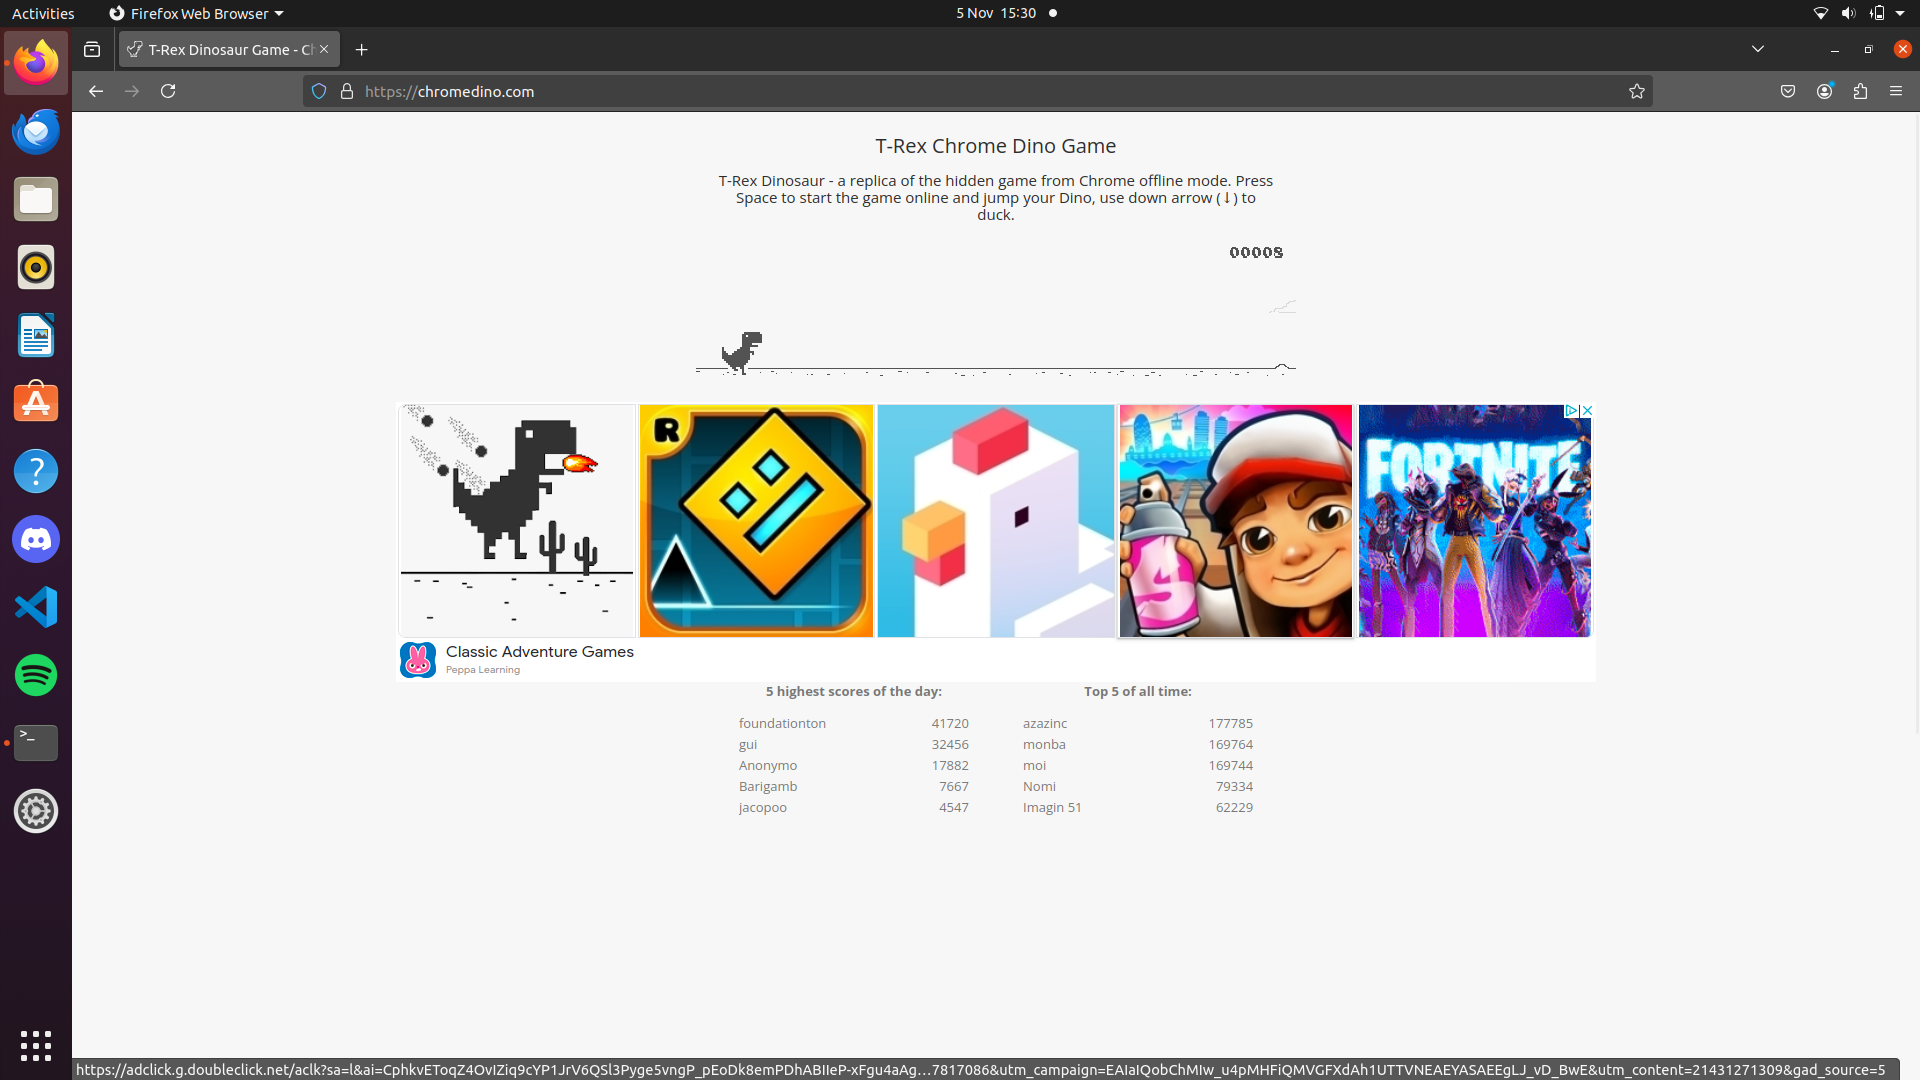 Activities
Firefox Web Browser
5 Nov 15:30
T-Rex Dinosaur Game - Ch
https://chromedino.com
T-Rex Chrome Dino Game
T-Rex Dinosaur - a replica of the hidden game from Chrome offline mode. Press
Space to start the game online and jump your Dino, use down arrow (↓) to
duck.
00008
R
FORTNITE
Classic Adventure Games
Peppa Learning
5 highest scores of the day:
foundationton 41720
gui 32456
Anonymo 17882
Barigamb 7667
jacopoo 4547
Top 5 of all time:
azazinc 177785
monba 169764
moi 169744
Nomi 79334
Imagin 51 62229
https://adclick.g.doubleclick.net/aclk?sa=l&ai=CphkvEToqZ4OvIZiq9cYP1JrV6QSl3Pyge5vngP_pEoDk8emPDhABIIeP-xFgu4aAg…7817086&utm_campaign=EAIaIQobChMIw_u4pMHFiQMVGFXdAh1UTTVNEAEYASAEEgLJ_vD_BwE&utm_content=21431271309&gad_source=5